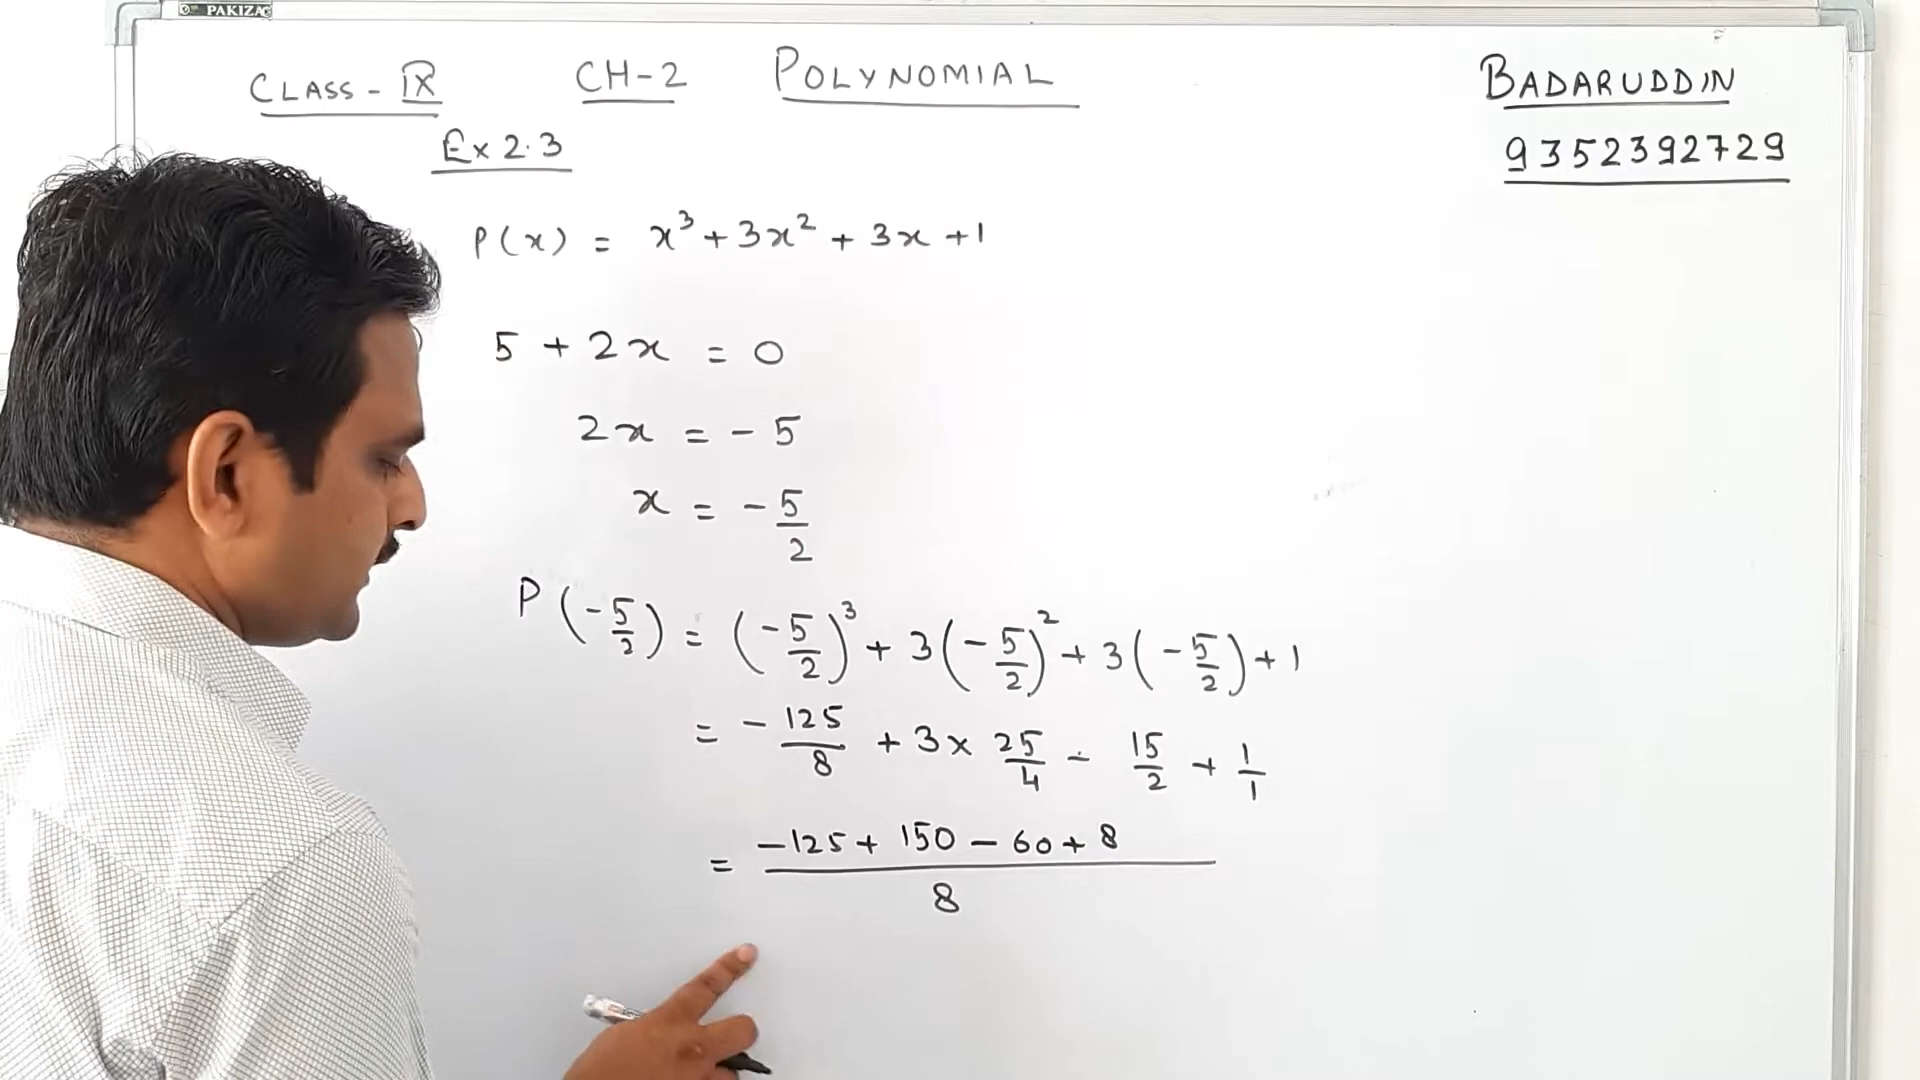 PAKIZA
CLASS - IX CH-2 POLYNOMIAL
BADARUDDIN
9352392729
Ex 2.3
P(x) = x³ + 3x² + 3x + 1
5 + 2x = 0
2x = - 5
x = - 5/2
P(-5/2) = (-5/2)³ + 3(-5/2)² + 3(-5/2) + 1
= - 125/8 + 3 x 25/4 - 15/2 + 1/1
= (-125 + 150 - 60 + 8)/8